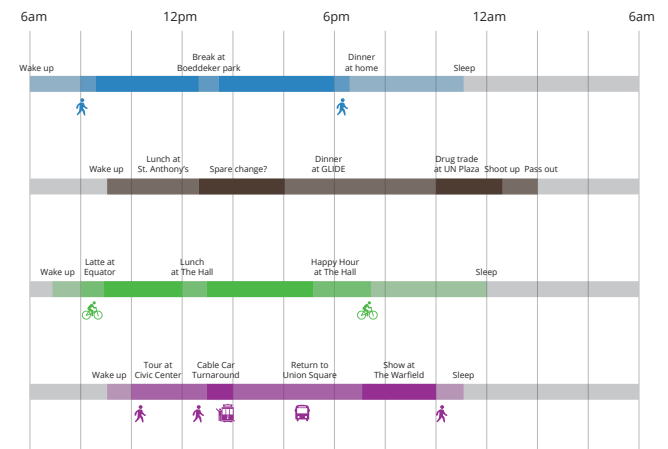 6am 12pm 6pm 12am 6am
Break at
Boeddeker park
Dinner
at home
Wake up
Sleep
Wake up
Lunch at
St. Anthony's
Spare change?
Dinner
at GLIDE
Drug trade
at UN Plaza
Shoot up
Pass out
Wake up
Latte at
Equator
Lunch
at The Hall
Happy Hour
at The Hall
Sleep
Wake up
Tour at
Civic Center
Cable Car
Turnaround
Return to
Union Square
Show at
The Warfield
Sleep